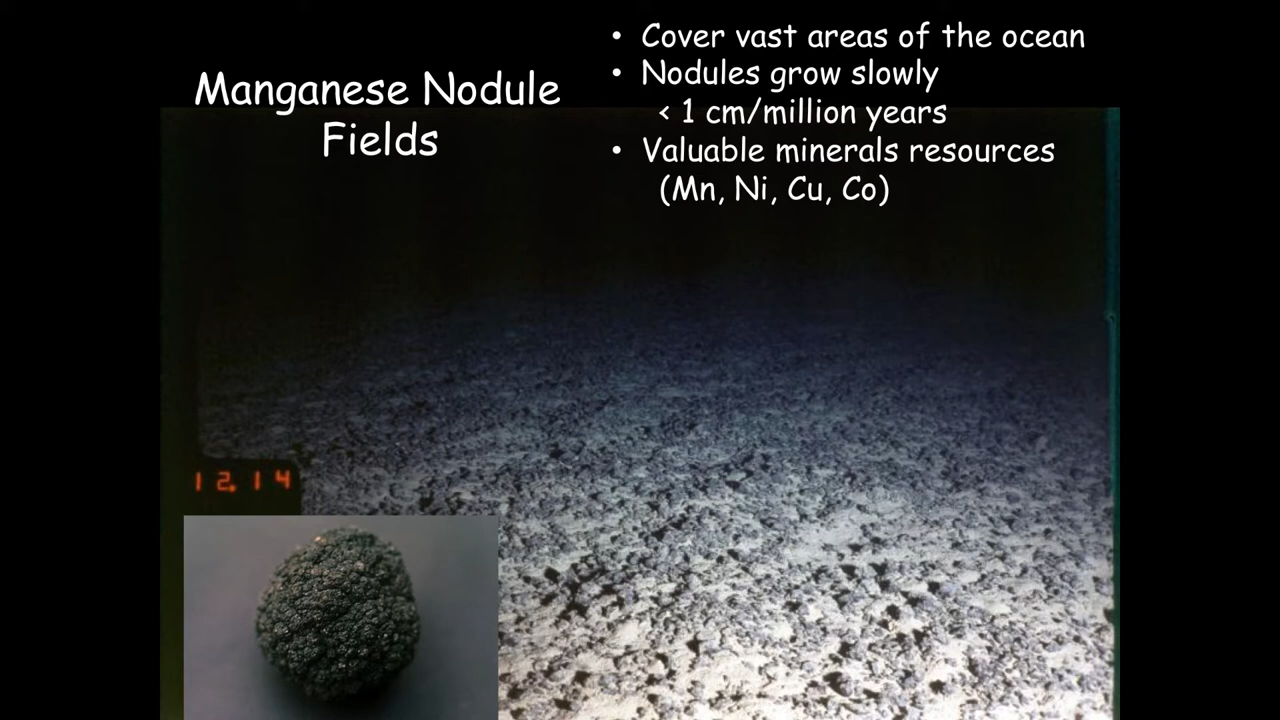 Manganese Nodule
Fields
• Cover vast areas of the ocean
• Nodules grow slowly
< 1 cm/million years
• Valuable minerals resources
(Mn, Ni, Cu, Co)
12.14